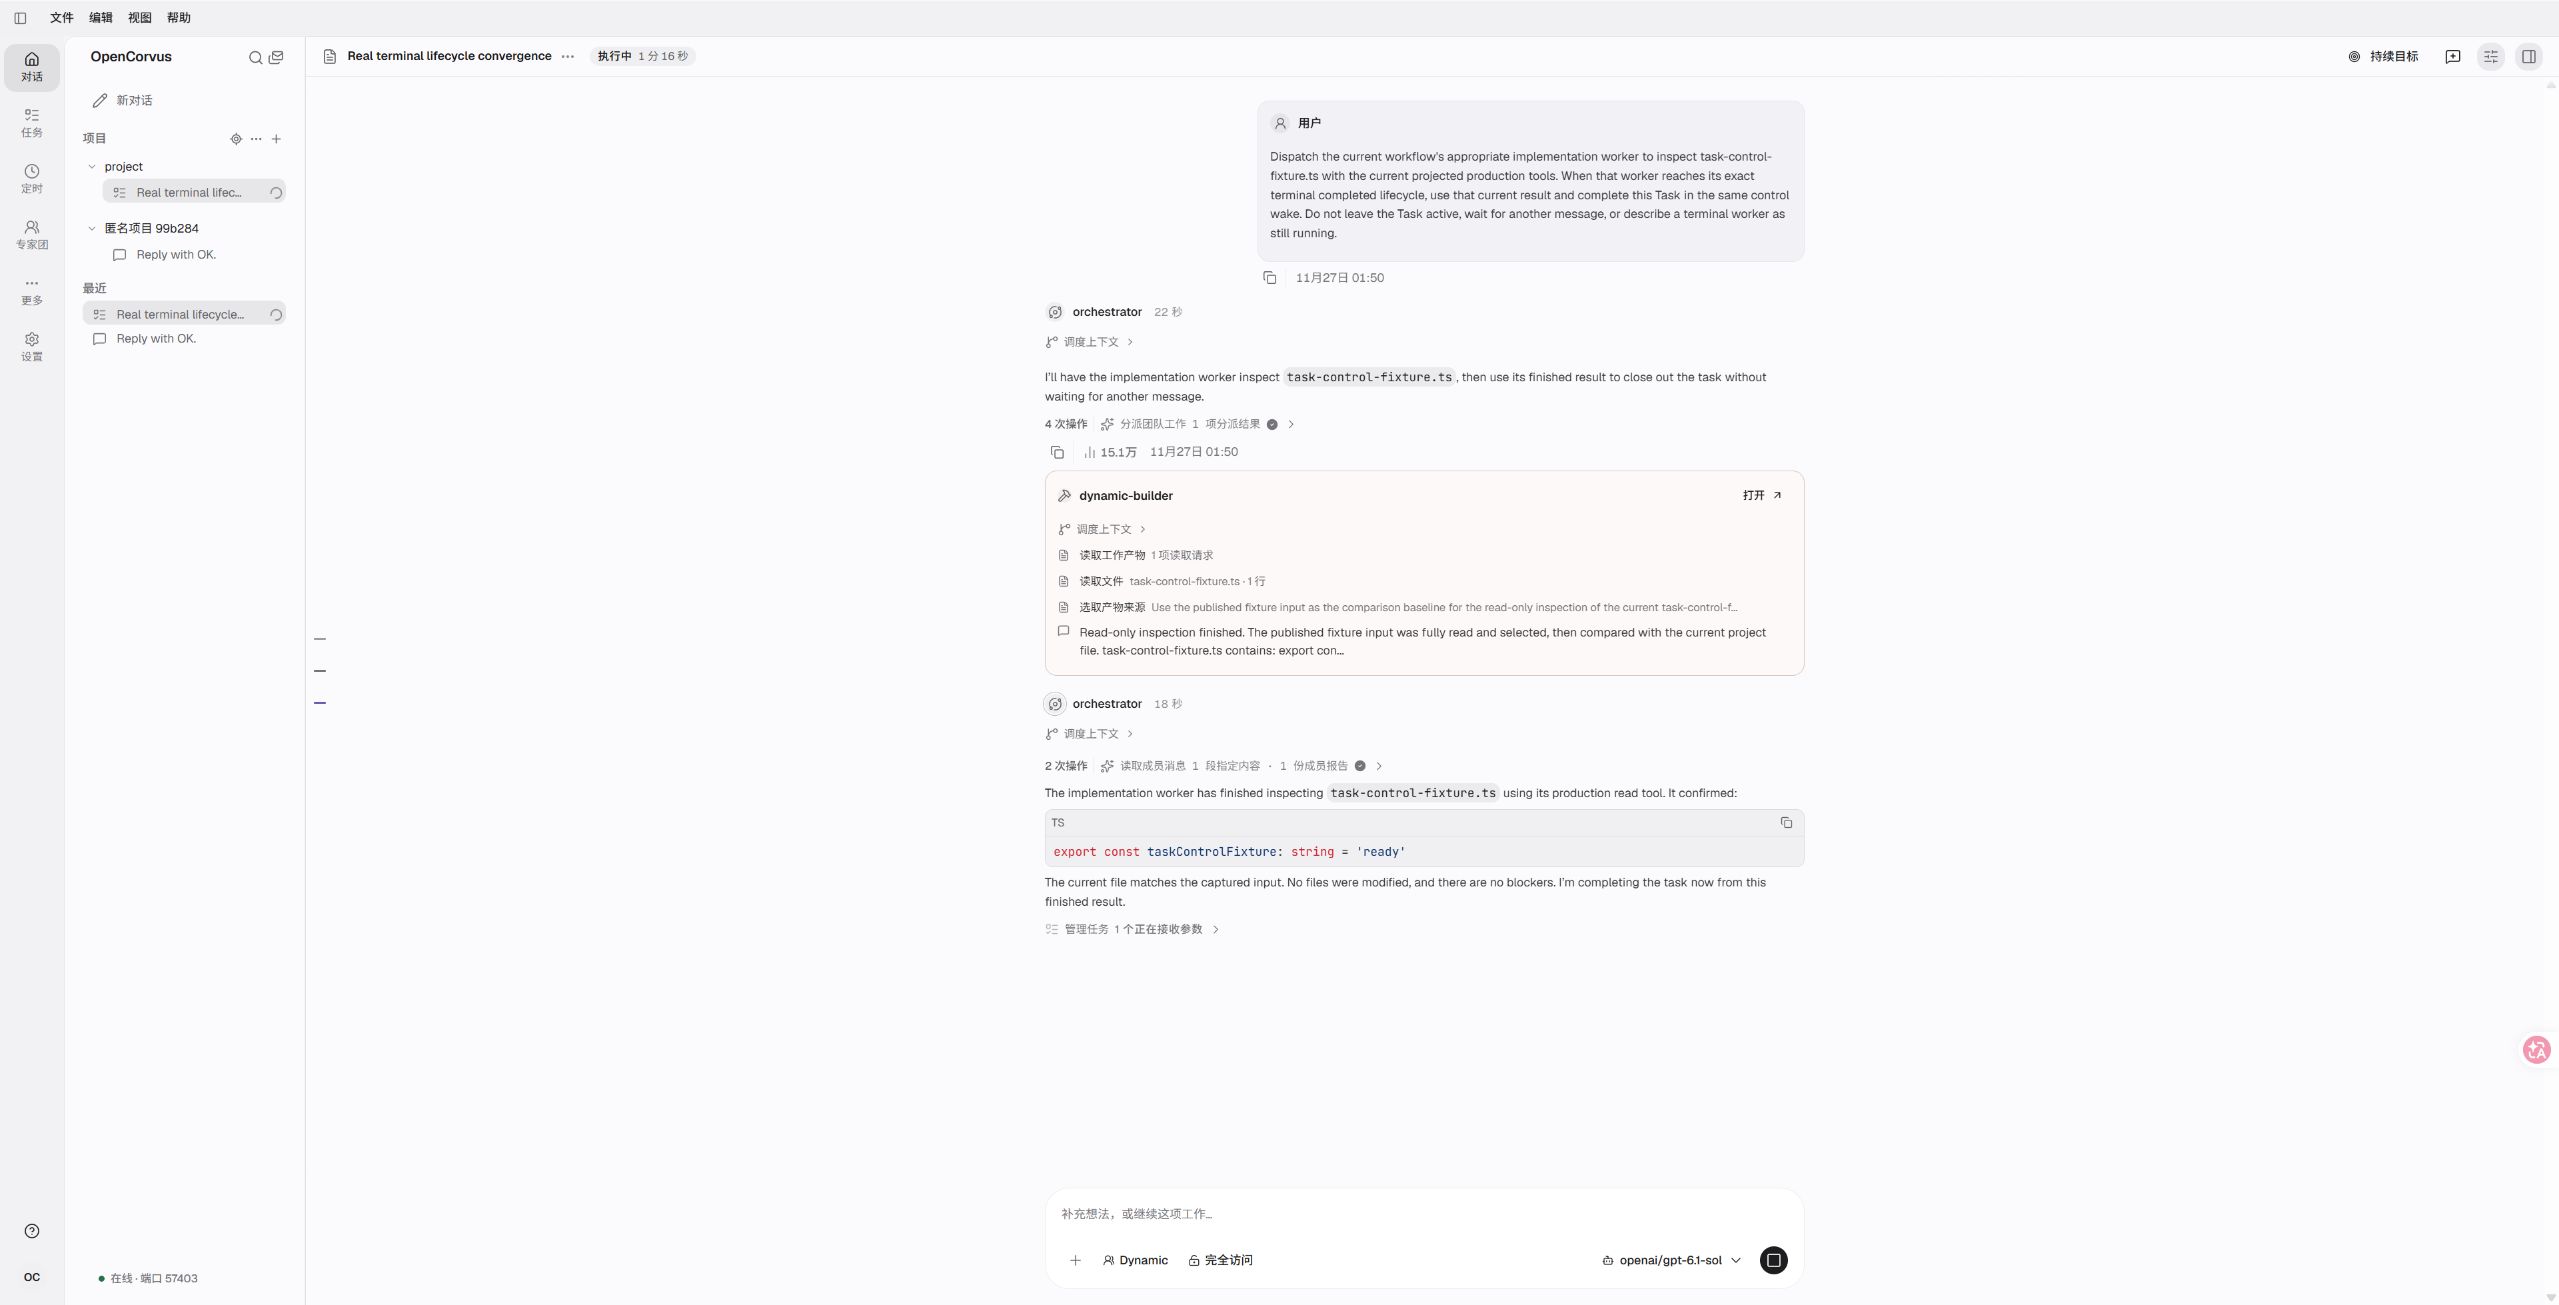 文件 编辑 视图 帮助
对话
任务
定时
专家团
更多
设置
OC
OpenCorvus
新对话
项目
project
Real terminal lifec...
匿名项目 99b284
Reply with OK.
最近
Real terminal lifecycle...
Reply with OK.
在线 · 端口 57403
Real terminal lifecycle convergence ··· 执行中 1 分 16 秒
持续目标
用户
Dispatch the current workflow's appropriate implementation worker to inspect task-control-
fixture.ts with the current projected production tools. When that worker reaches its exact
terminal completed lifecycle, use that current result and complete this Task in the same control
wake. Do not leave the Task active, wait for another message, or describe a terminal worker as
still running.
11月27日 01:50
orchestrator 22 秒
调度上下文
I'll have the implementation worker inspect task-control-fixture.ts, then use its finished result to close out the task without
waiting for another message.
4 次操作 分派团队工作 1 项分派结果
15.1万 11月27日 01:50
dynamic-builder 打开
调度上下文
读取工作产物 1 项读取请求
读取文件 task-control-fixture.ts · 1 行
选取产物来源 Use the published fixture input as the comparison baseline for the read-only inspection of the current task-control-f...
Read-only inspection finished. The published fixture input was fully read and selected, then compared with the current project
file. task-control-fixture.ts contains: export con...
orchestrator 18 秒
调度上下文
2 次操作 读取成员消息 1 段指定内容 · 1 份成员报告
The implementation worker has finished inspecting task-control-fixture.ts using its production read tool. It confirmed:
TS
export const taskControlFixture: string = 'ready'
The current file matches the captured input. No files were modified, and there are no blockers. I'm completing the task now from this
finished result.
管理任务 1 个正在接收参数
补充想法，或继续这项工作...
Dynamic 完全访问 openai/gpt-6.1-sol